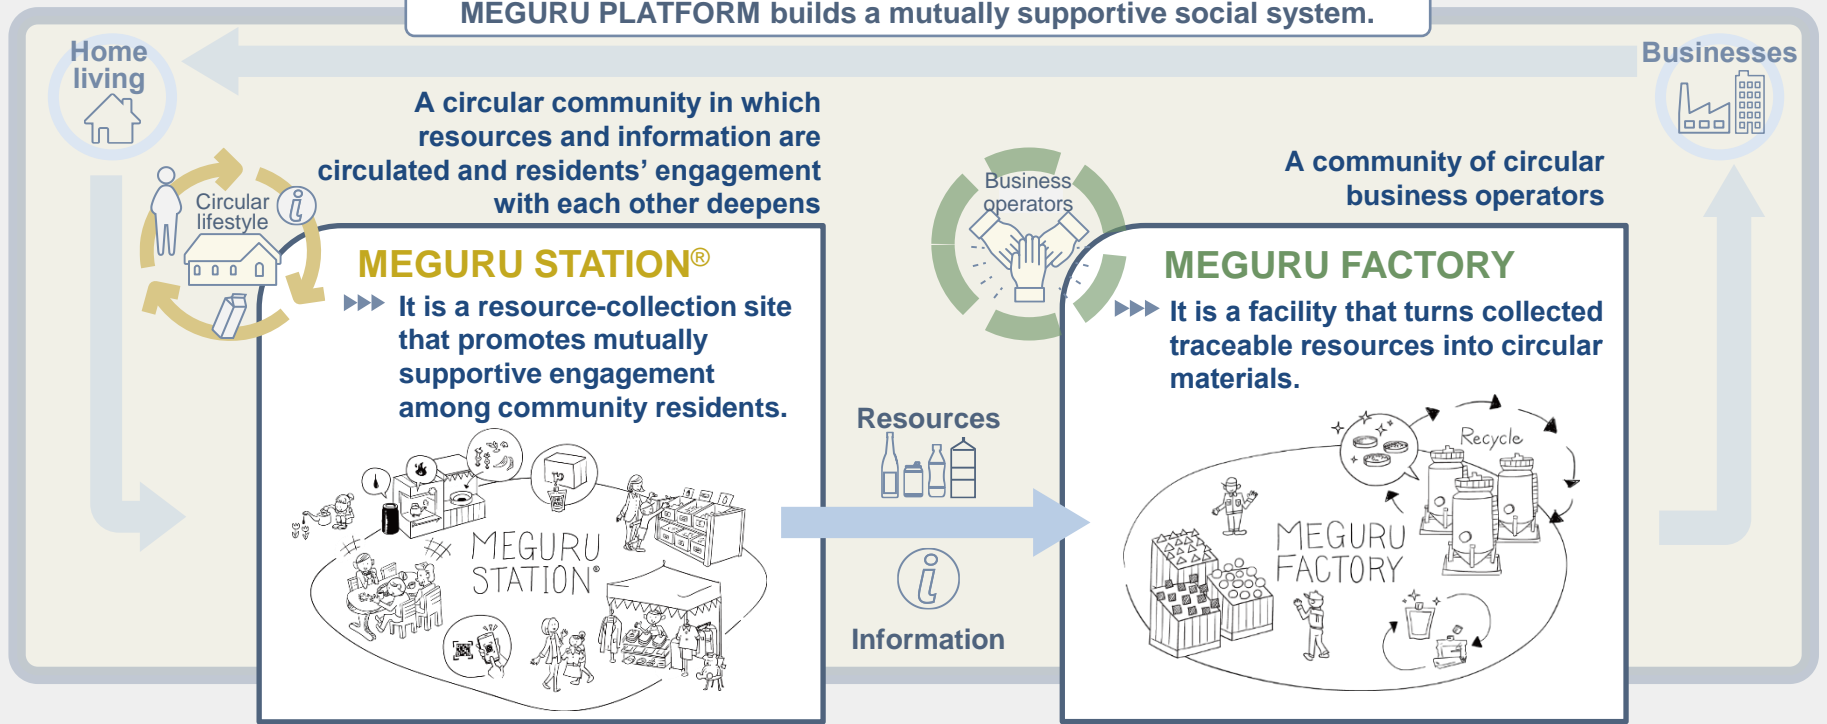 MEGURU PLATFORM builds a mutually supportive social system.
Home
living
Businesses
A circular community in which
resources and information are
circulated and residents’ engagement
with each other deepens
Circular
lifestyle
i
MEGURU STATION®
It is a resource-collection site
that promotes mutually
supportive engagement
among community residents.
MEGURU
STATION®
Resources
i
Information
A community of circular
business operators
Business
operators
MEGURU FACTORY
It is a facility that turns collected
traceable resources into circular
materials.
Recycle
MEGURU
FACTORY